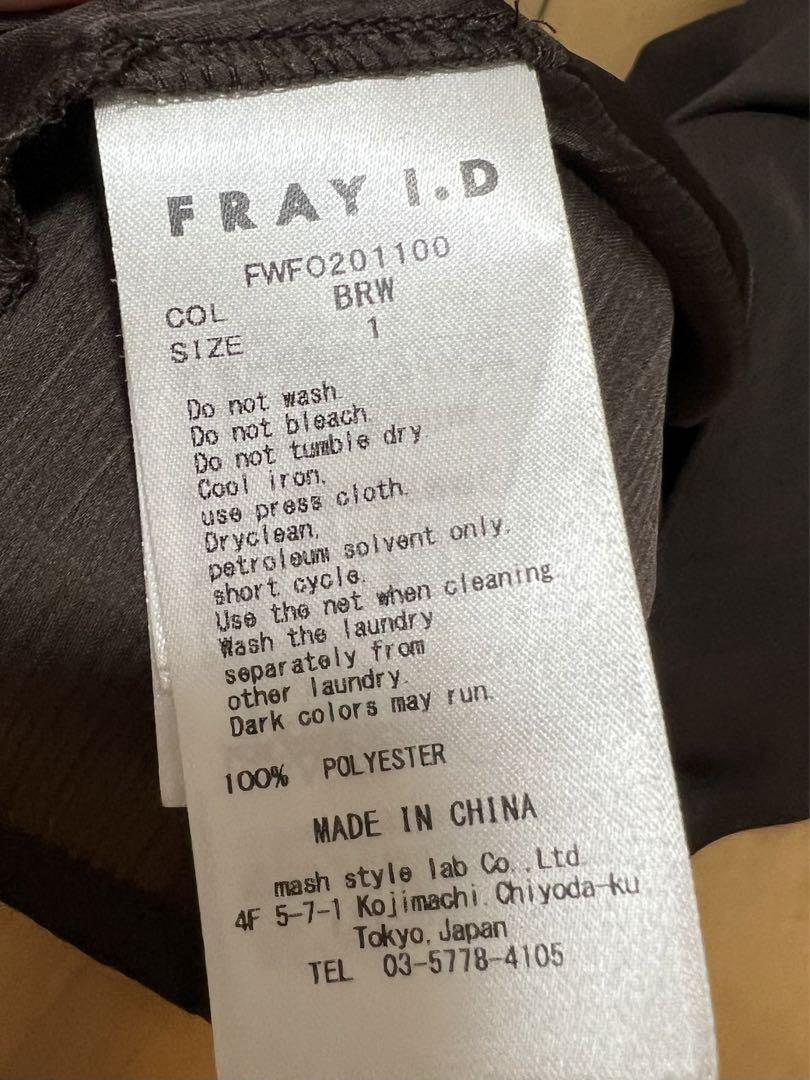 FRAY I.D
FWFO201100
COL BRW
SIZE 1
Do not wash.
Do not bleach.
Do not tumble dry.
Cool iron.
use press cloth.
Dryclean.
petroleum solvent only.
short cycle.
Use the net when cleaning.
Wash the laundry
separately from
other laundry.
Dark colors may run.
100% POLYESTER
MADE IN CHINA
mash style lab Co.,Ltd.
4F 5-7-1 Kojimachi.Chiyoda-ku
Tokyo,Japan
TEL 03-5778-4105